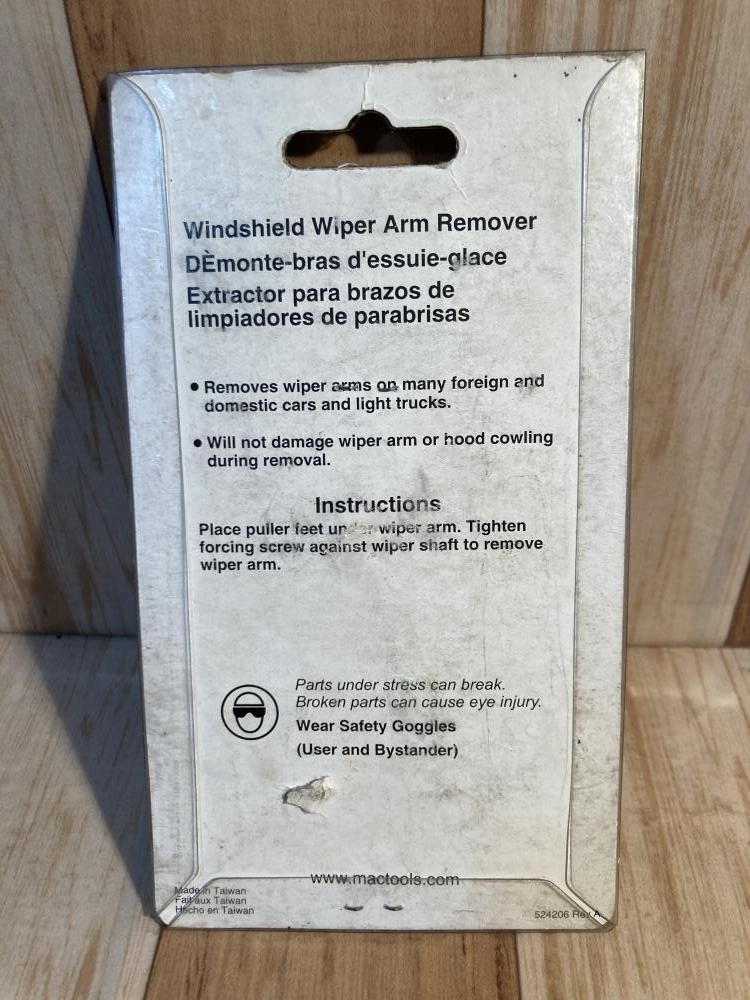 Windshield Wiper Arm Remover
DÈmonte-bras d'essuie-glace
Extractor para brazos de
limpiadores de parabrisas
• Removes wiper arms on many foreign and
domestic cars and light trucks.
• Will not damage wiper arm or hood cowling
during removal.
Instructions
Place puller feet under wiper arm. Tighten
forcing screw against wiper shaft to remove
wiper arm.
Parts under stress can break.
Broken parts can cause eye injury.
Wear Safety Goggles
(User and Bystander)
www.mactools.com
Made in Taiwan
Fait aux Taiwan
Hecho en Taiwan
524206 Rev A